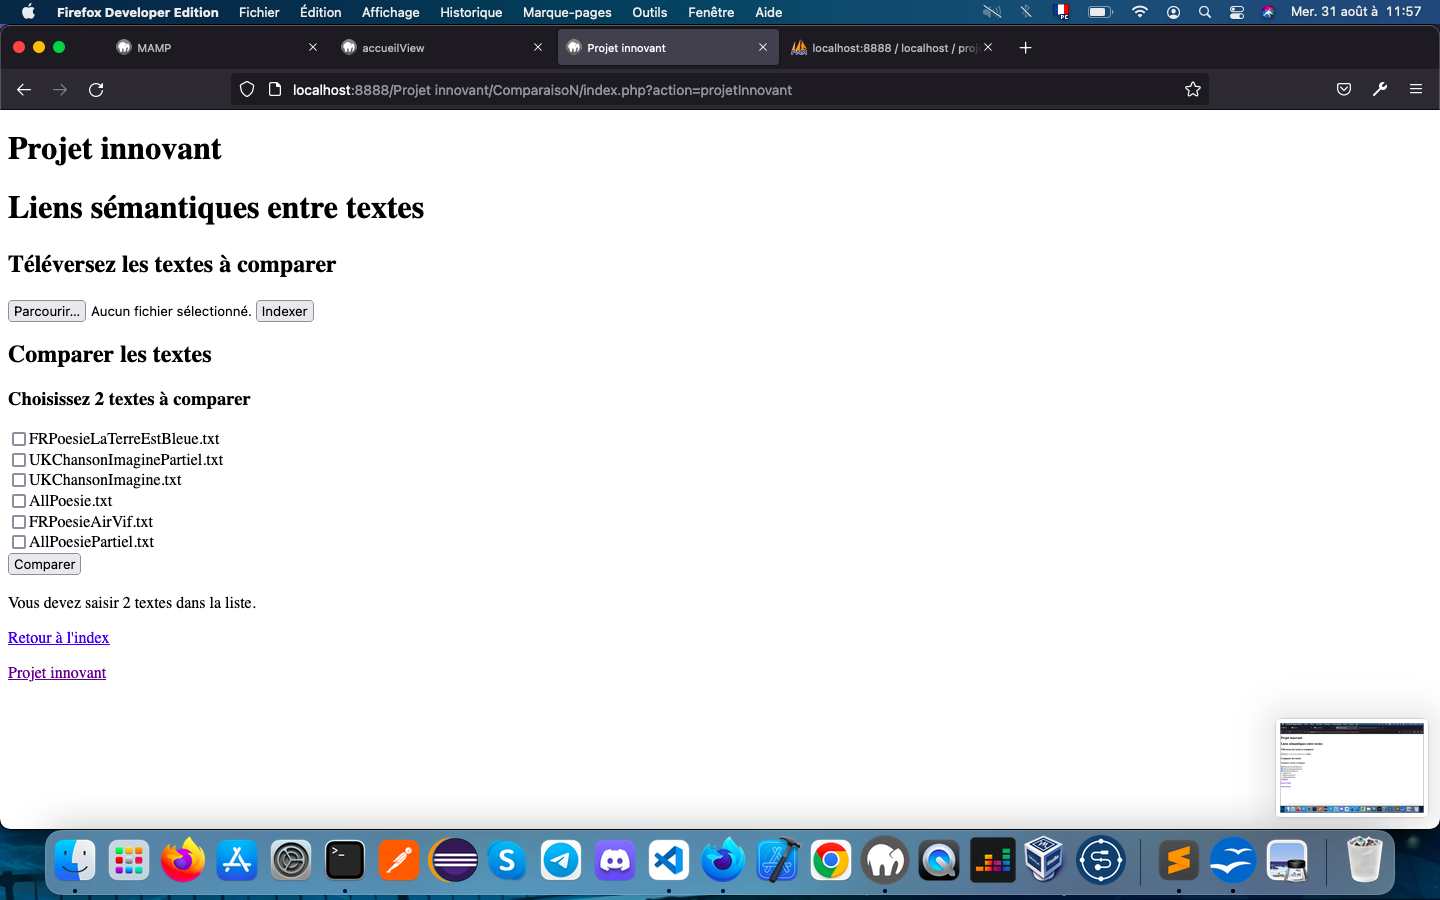 Firefox Developer Edition Fichier Édition Affichage Historique Marque-pages Outils Fenêtre Aide Mer. 31 août à 11:57
MAMP accueilView Projet innovant localhost:8888 / localhost / proj
localhost:8888/Projet innovant/ComparaisoN/index.php?action=projetInnovant
Projet innovant
Liens sémantiques entre textes
Téléversez les textes à comparer
Parcourir... Aucun fichier sélectionné. Indexer
Comparer les textes
Choisissez 2 textes à comparer
FRPoesieLaTerreEstBleue.txt
UKChansonImaginePartiel.txt
UKChansonImagine.txt
AllPoesie.txt
FRPoesieAirVif.txt
AllPoesiePartiel.txt
Comparer
Vous devez saisir 2 textes dans la liste.
Retour à l'index
Projet innovant